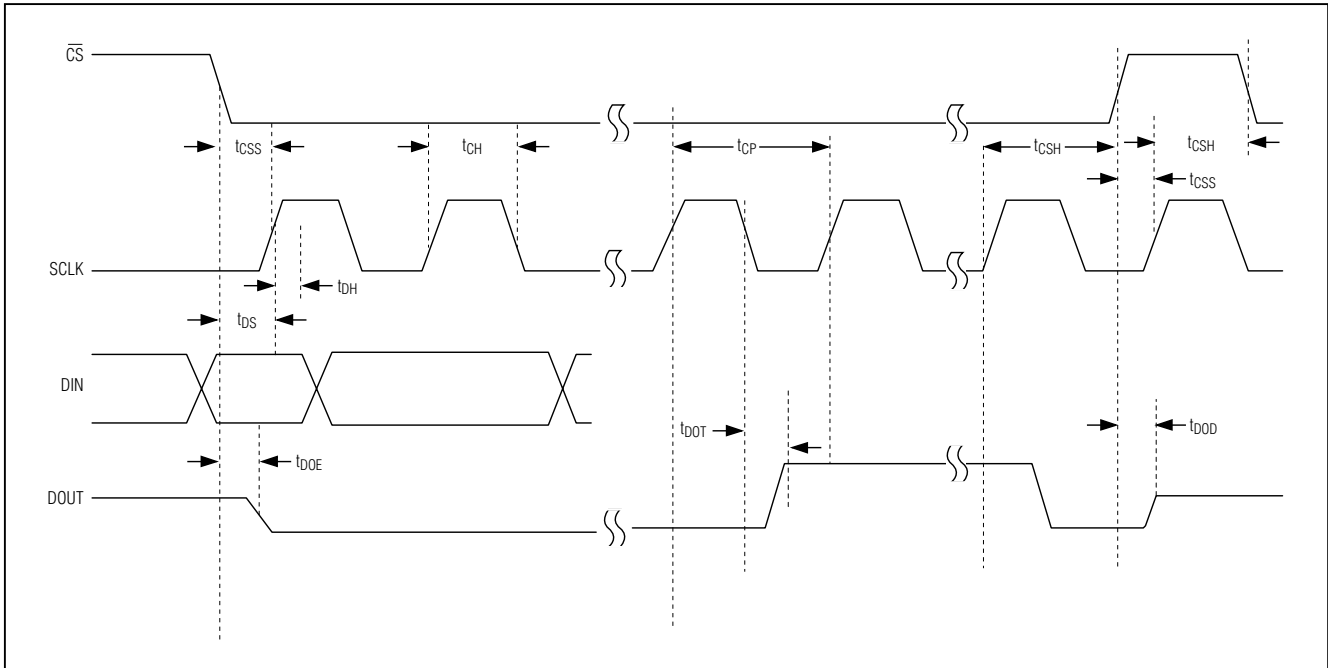 CS
tCSS
tCH
tCP
tCSH
tCSH
tCSS
SCLK
tDH
tDS
DIN
tDOT
tDOD
tDOE
DOUT